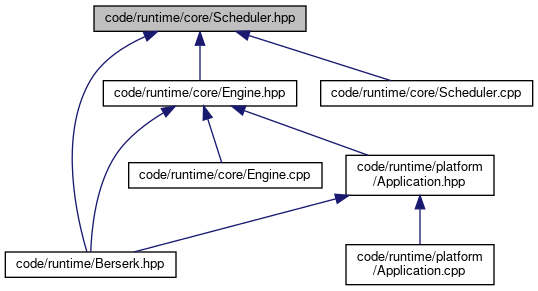 code/runtime/core/Scheduler.hpp
code/runtime/core/Engine.hpp
code/runtime/core/Scheduler.cpp
code/runtime/core/Engine.cpp
code/runtime/platform
/Application.hpp
code/runtime/Berserk.hpp
code/runtime/platform
/Application.cpp